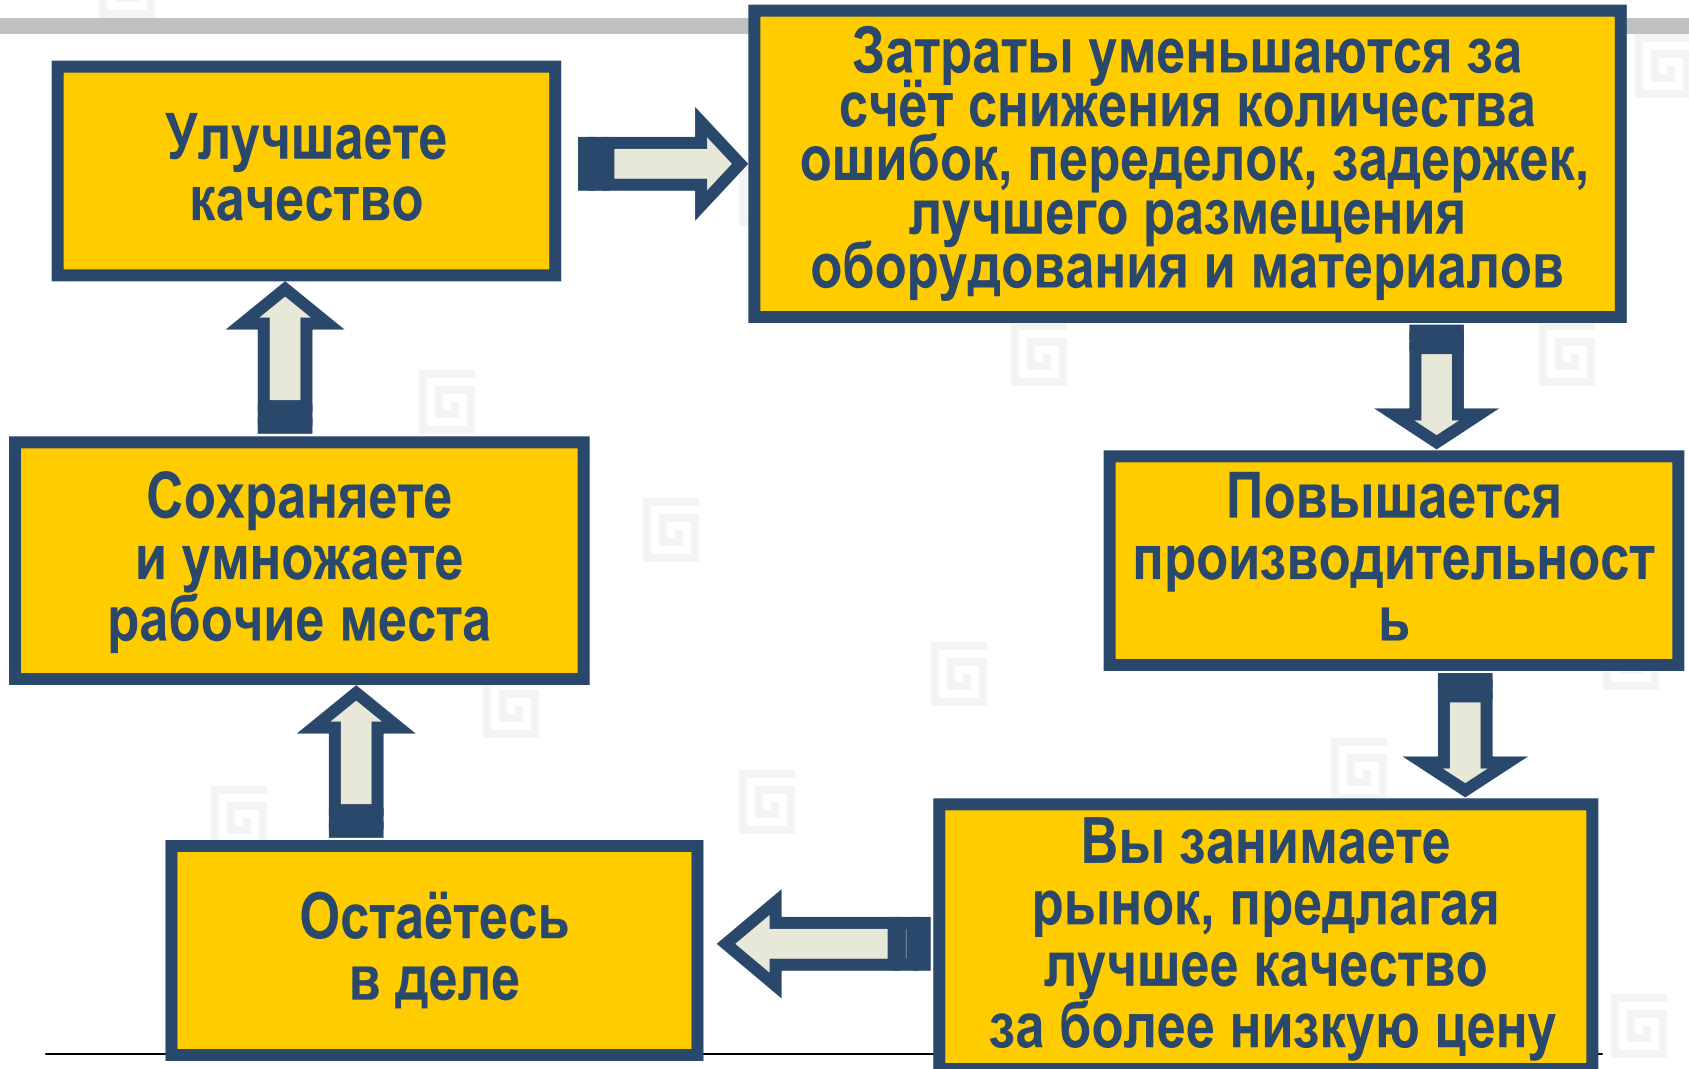 Улучшаете
качество
Затраты уменьшаются за
счёт снижения количества
ошибок, переделок, задержек,
лучшего размещения
оборудования и материалов
Повышается
производительност
ь
Вы занимаете
рынок, предлагая
лучшее качество
за более низкую цену
Остаётесь
в деле
Сохраняете
и умножаете
рабочие места